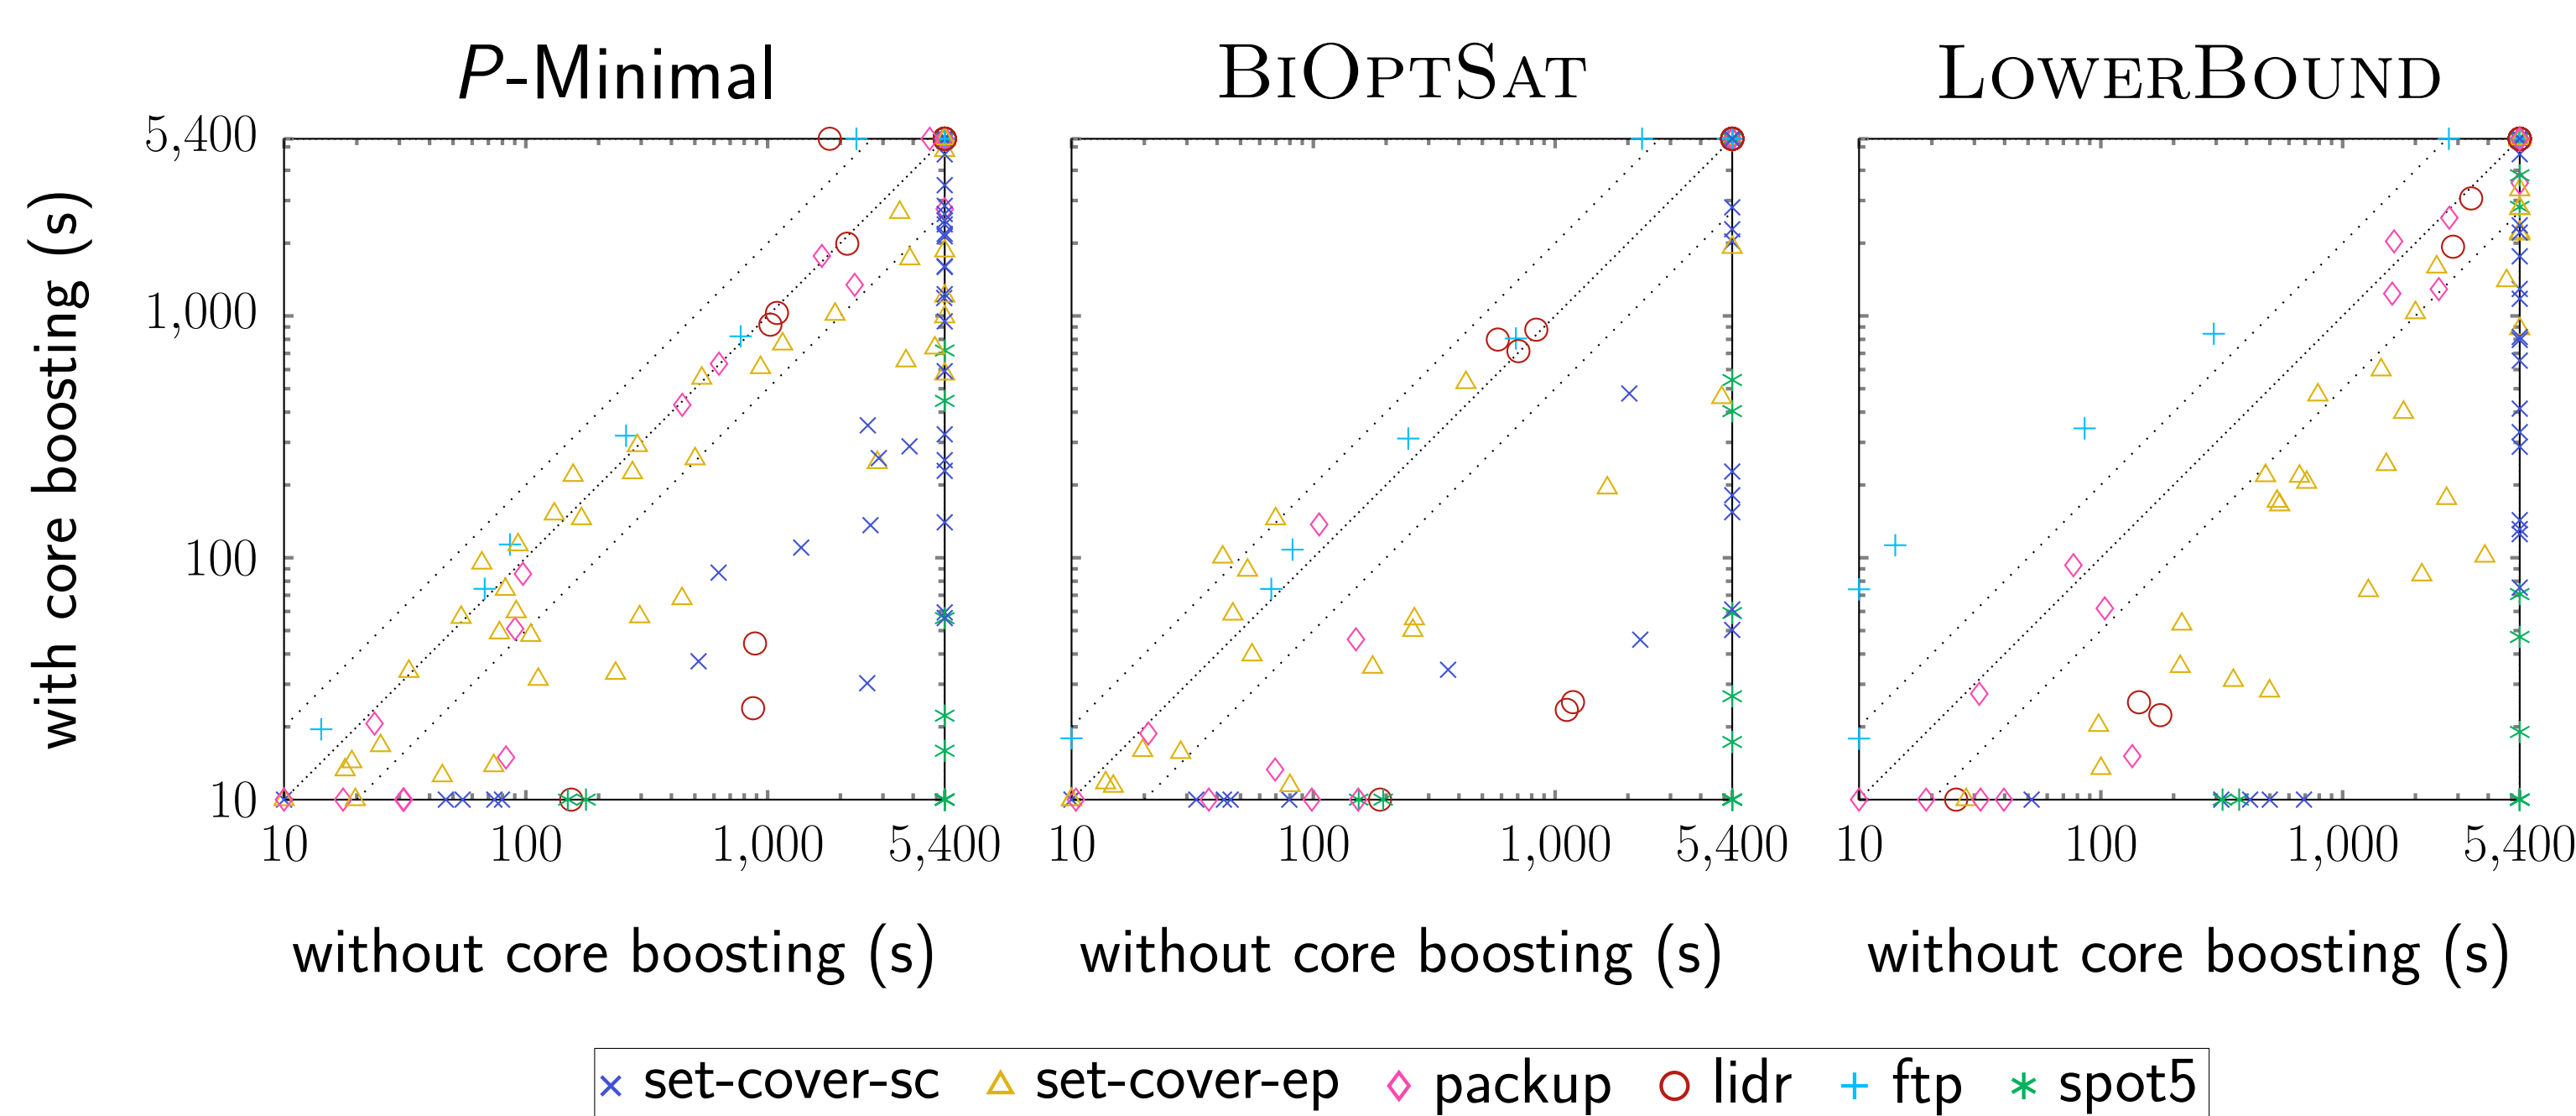 P-Minimal BIOPTSAT LOWERBOUND
with core boosting (s)
5,400
1,000
100
10
10 100 1,000 5,400 10 100 1,000 5,400 10 100 1,000 5,400
without core boosting (s) without core boosting (s) without core boosting (s)
set-cover-sc set-cover-ep packup lidr ftp spot5